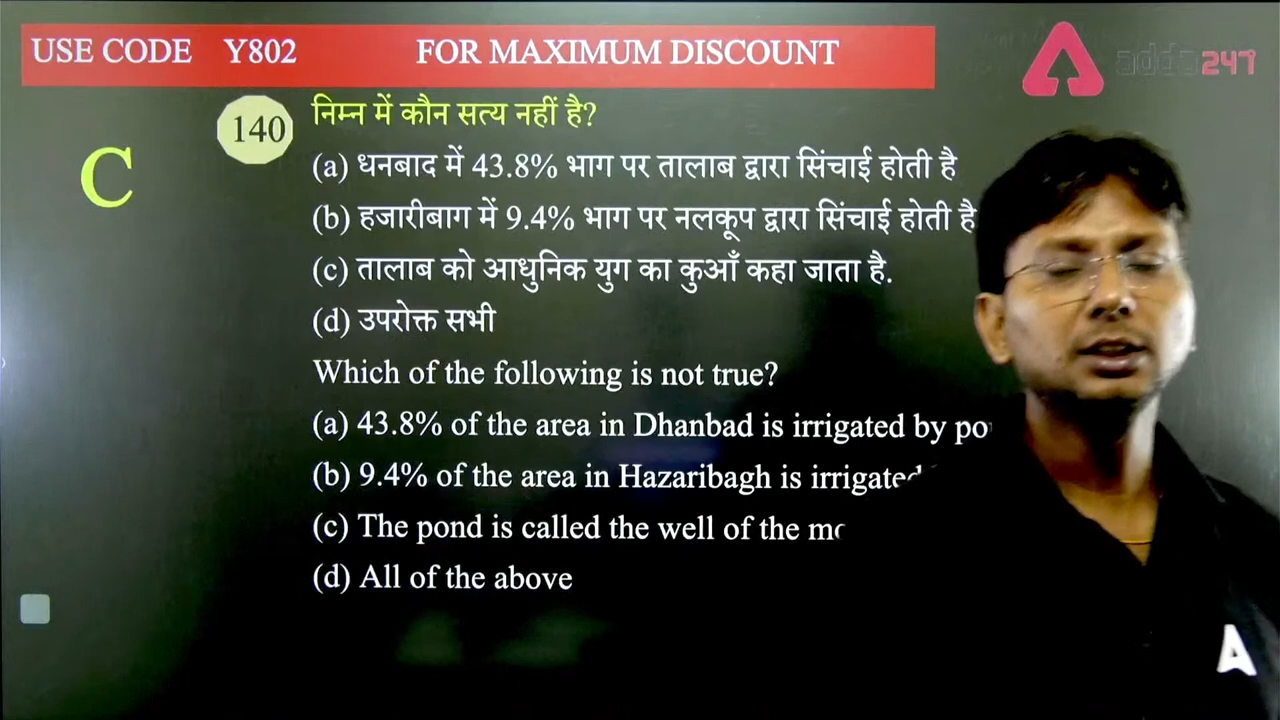 USE CODE Y802 FOR MAXIMUM DISCOUNT
adda247
C
140
निम्न में कौन सत्य नहीं है?
(a) धनबाद में 43.8% भाग पर तालाब द्वारा सिंचाई होती है
(b) हजारीबाग में 9.4% भाग पर नलकूप द्वारा सिंचाई होती है
(c) तालाब को आधुनिक युग का कुआँ कहा जाता है.
(d) उपरोक्त सभी
Which of the following is not true?
(a) 43.8% of the area in Dhanbad is irrigated by
(b) 9.4% of the area in Hazaribagh is irrigated
(c) The pond is called the well of the
(d) All of the above